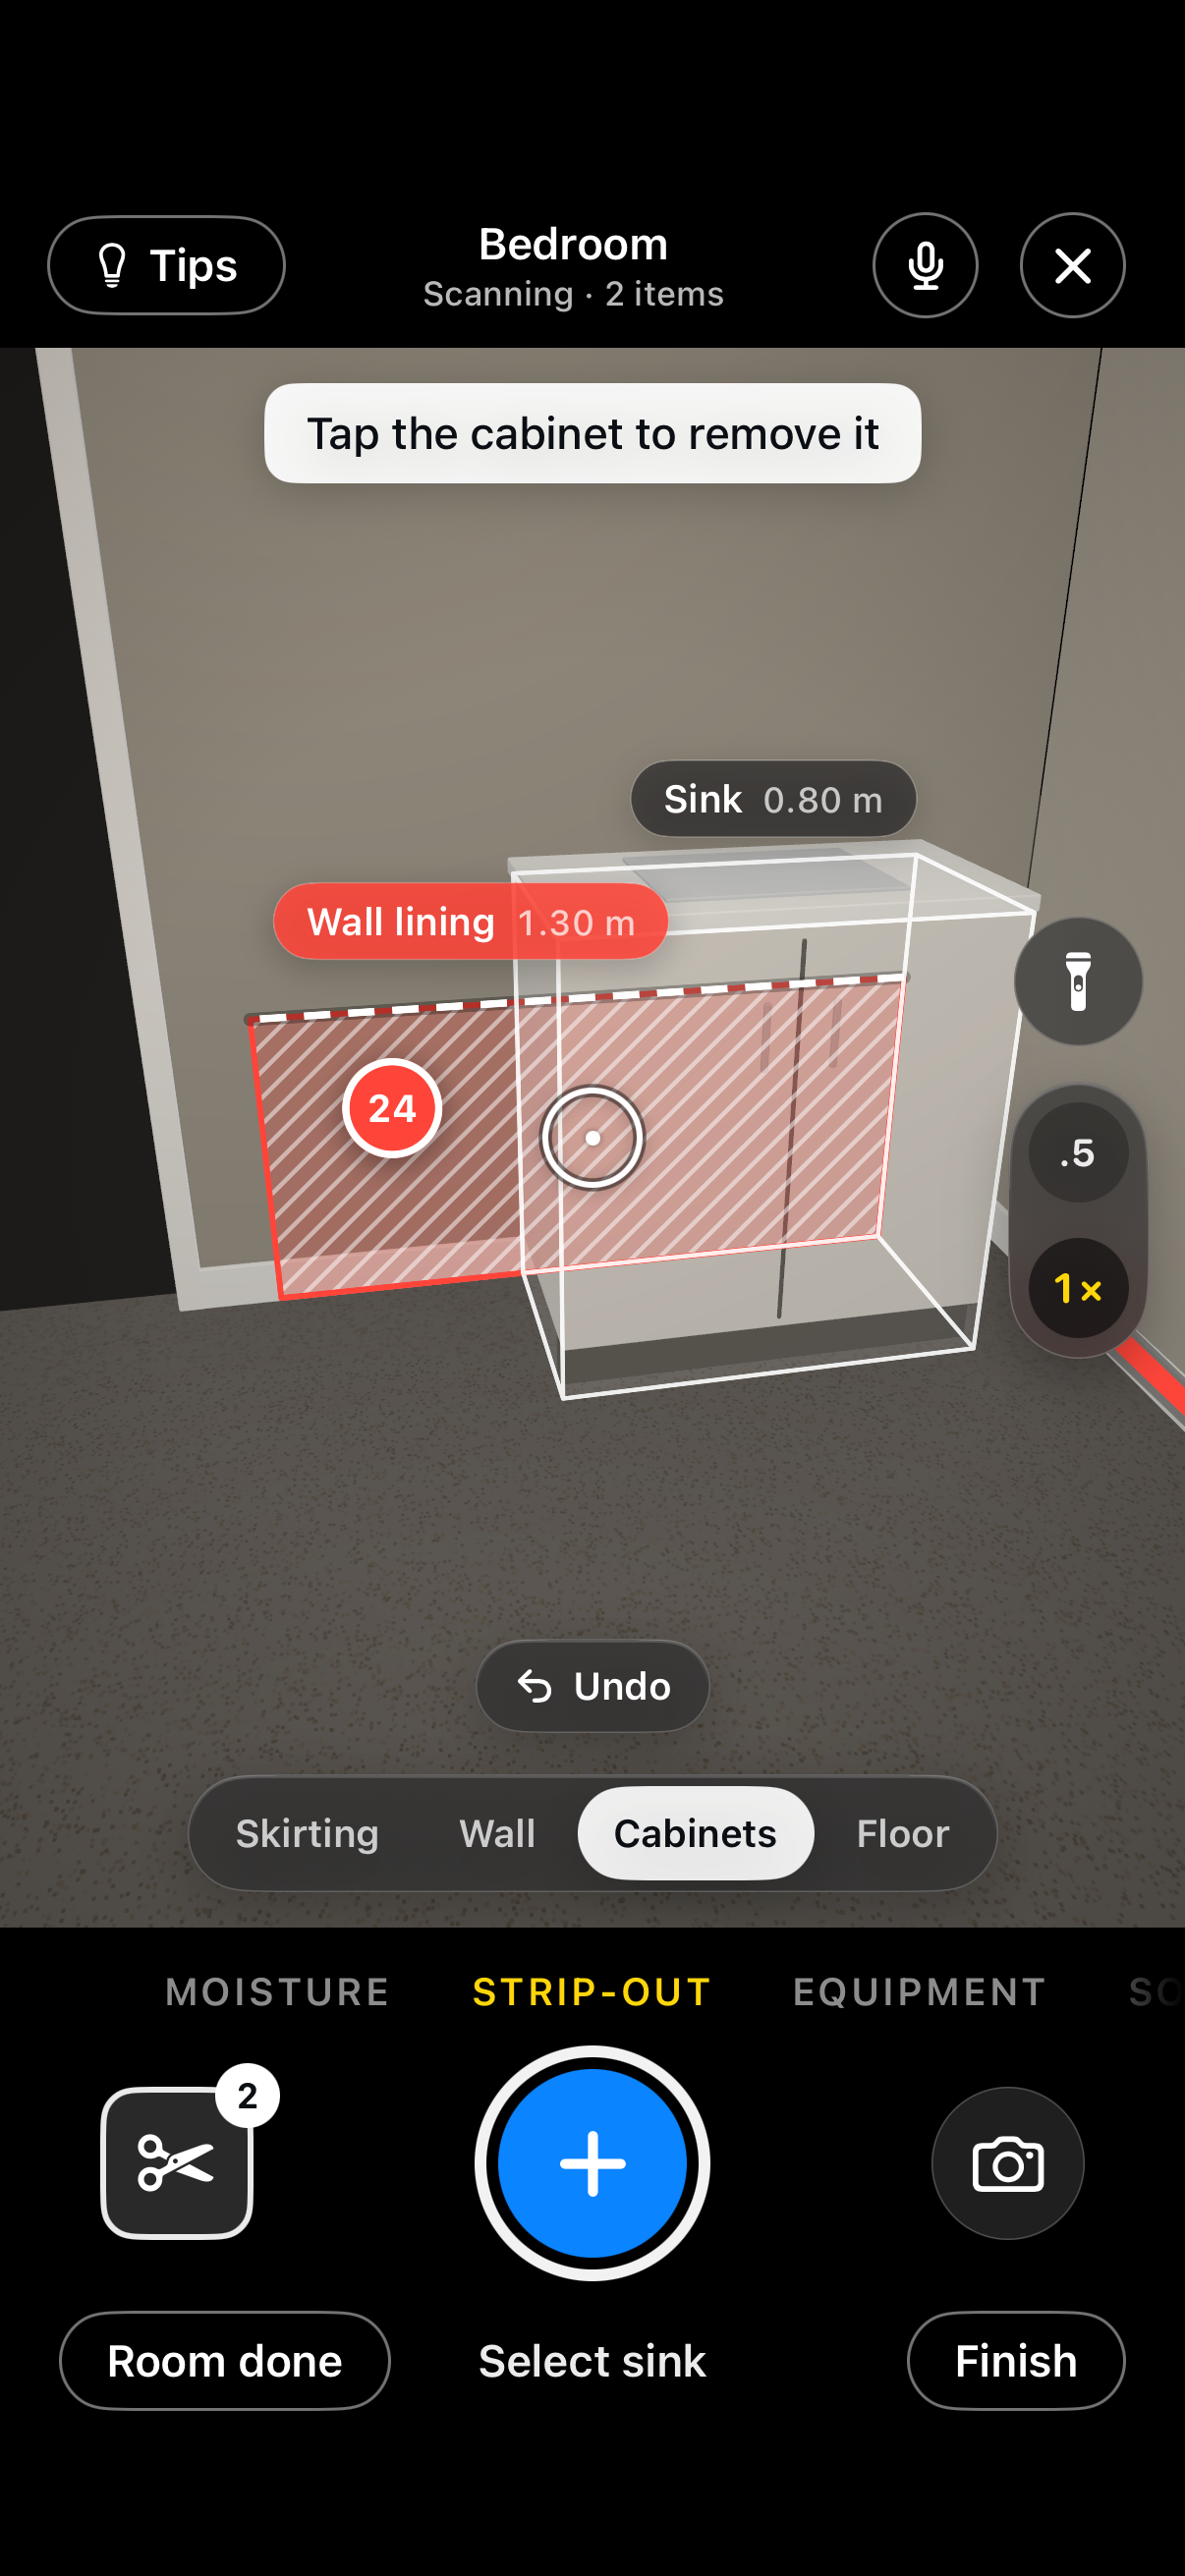 Tips
Bedroom
Scanning · 2 items
Tap the cabinet to remove it
Sink 0.80 m
Wall lining 1.30 m
24
.5
1×
Undo
Skirting Wall Cabinets Floor
MOISTURE STRIP-OUT EQUIPMENT SO
2
Room done Select sink Finish